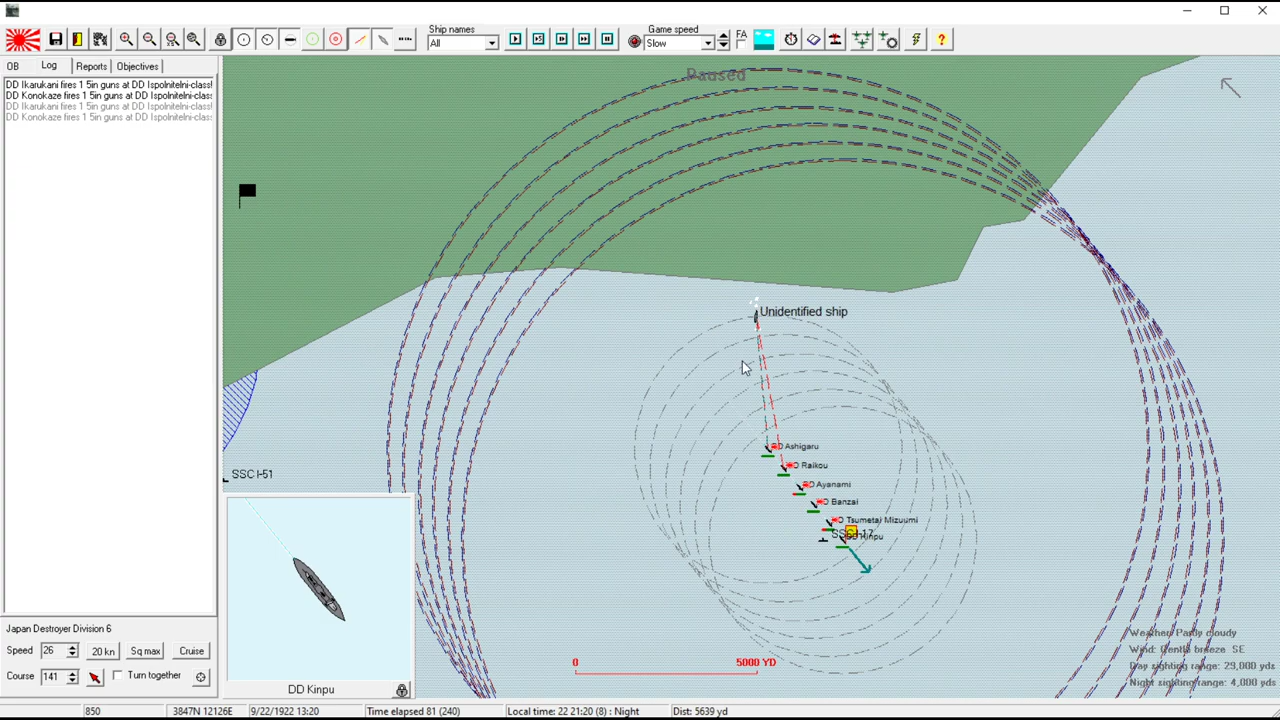 Ship names
All
Game speed
Slow
FA
OB
Log
Reports
Objectives
DD Ikarukani fires 1 5in guns at DD Ispolnitelni-class!
DD Konokaze fires 1 5in guns at DD Ispolnitelni-class
DD Ikarukani fires 1 5in guns at DD Ispolnitelni-class!
DD Konokaze fires 1 5in guns at DD Ispolnitelni-class
Paused
Unidentified ship
Ashigaru
Raikou
Ayanami
Banzai
Tsumetai Mizuumi
SSC I-17
Kinpu
SSC I-51
0
5000 YD
Weather: Partly cloudy
Wind: Gentle breeze SE
Day sighting range: 29,000 yds
Night sighting range: 4,000 yds
Japan Destroyer Division 6
Speed
26
20 kn
Sq max
Cruise
Course
141
Turn together
DD Kinpu
850
3847N 12126E
9/22/1922 13:20
Time elapsed 81 (240)
Local time: 22 21:20 (8) : Night
Dist: 5639 yd